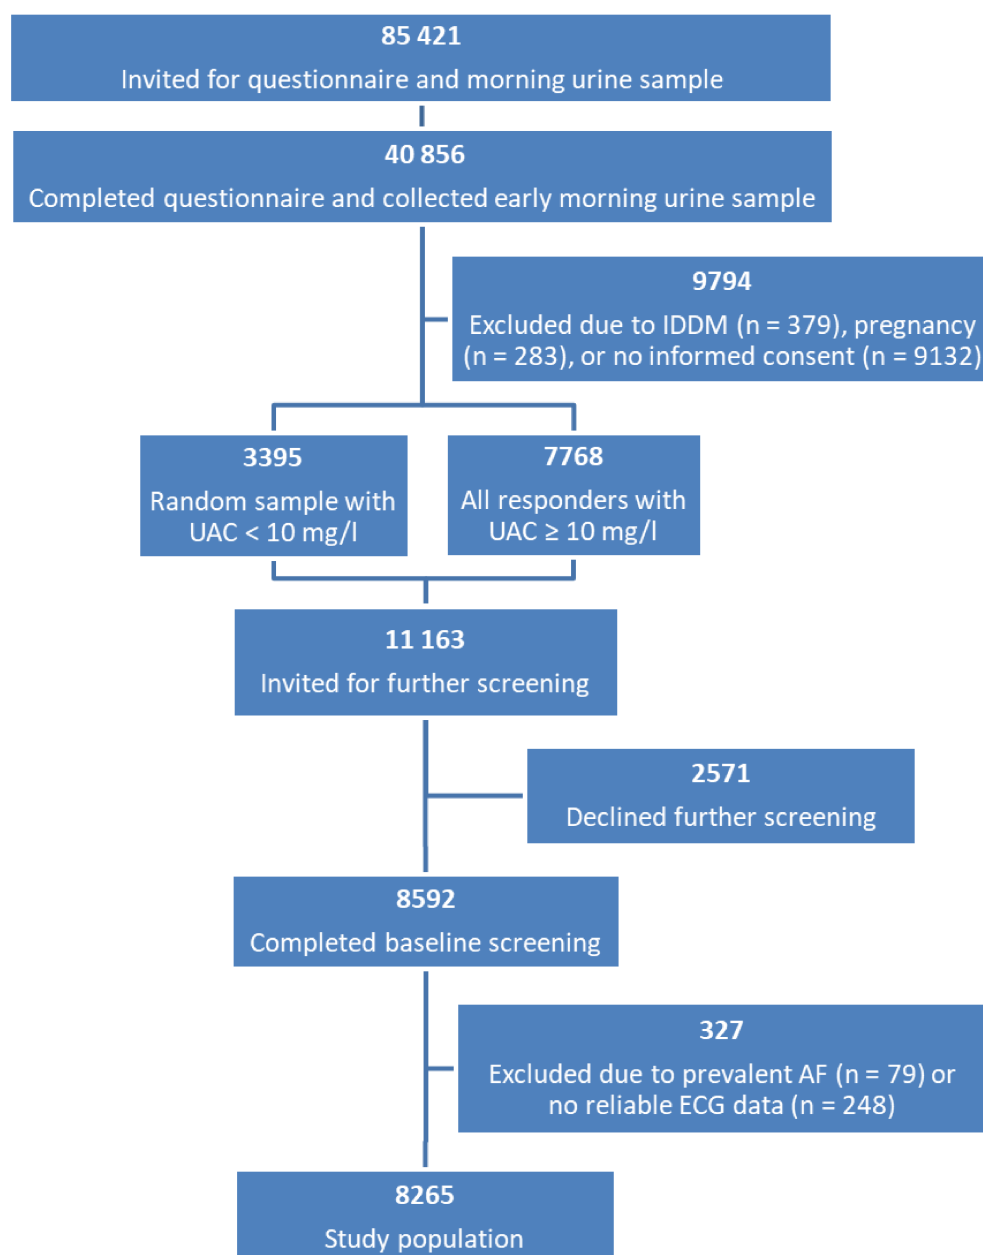 85 421
Invited for questionnaire and morning urine sample
40 856
Completed questionnaire and collected early morning urine sample
9794
Excluded due to IDDM (n = 379), pregnancy
(n = 283), or no informed consent (n = 9132)
3395
Random sample with
UAC < 10 mg/l
7768
All responders with
UAC ≥ 10 mg/l
11 163
Invited for further screening
2571
Declined further screening
8592
Completed baseline screening
327
Excluded due to prevalent AF (n = 79) or
no reliable ECG data (n = 248)
8265
Study population